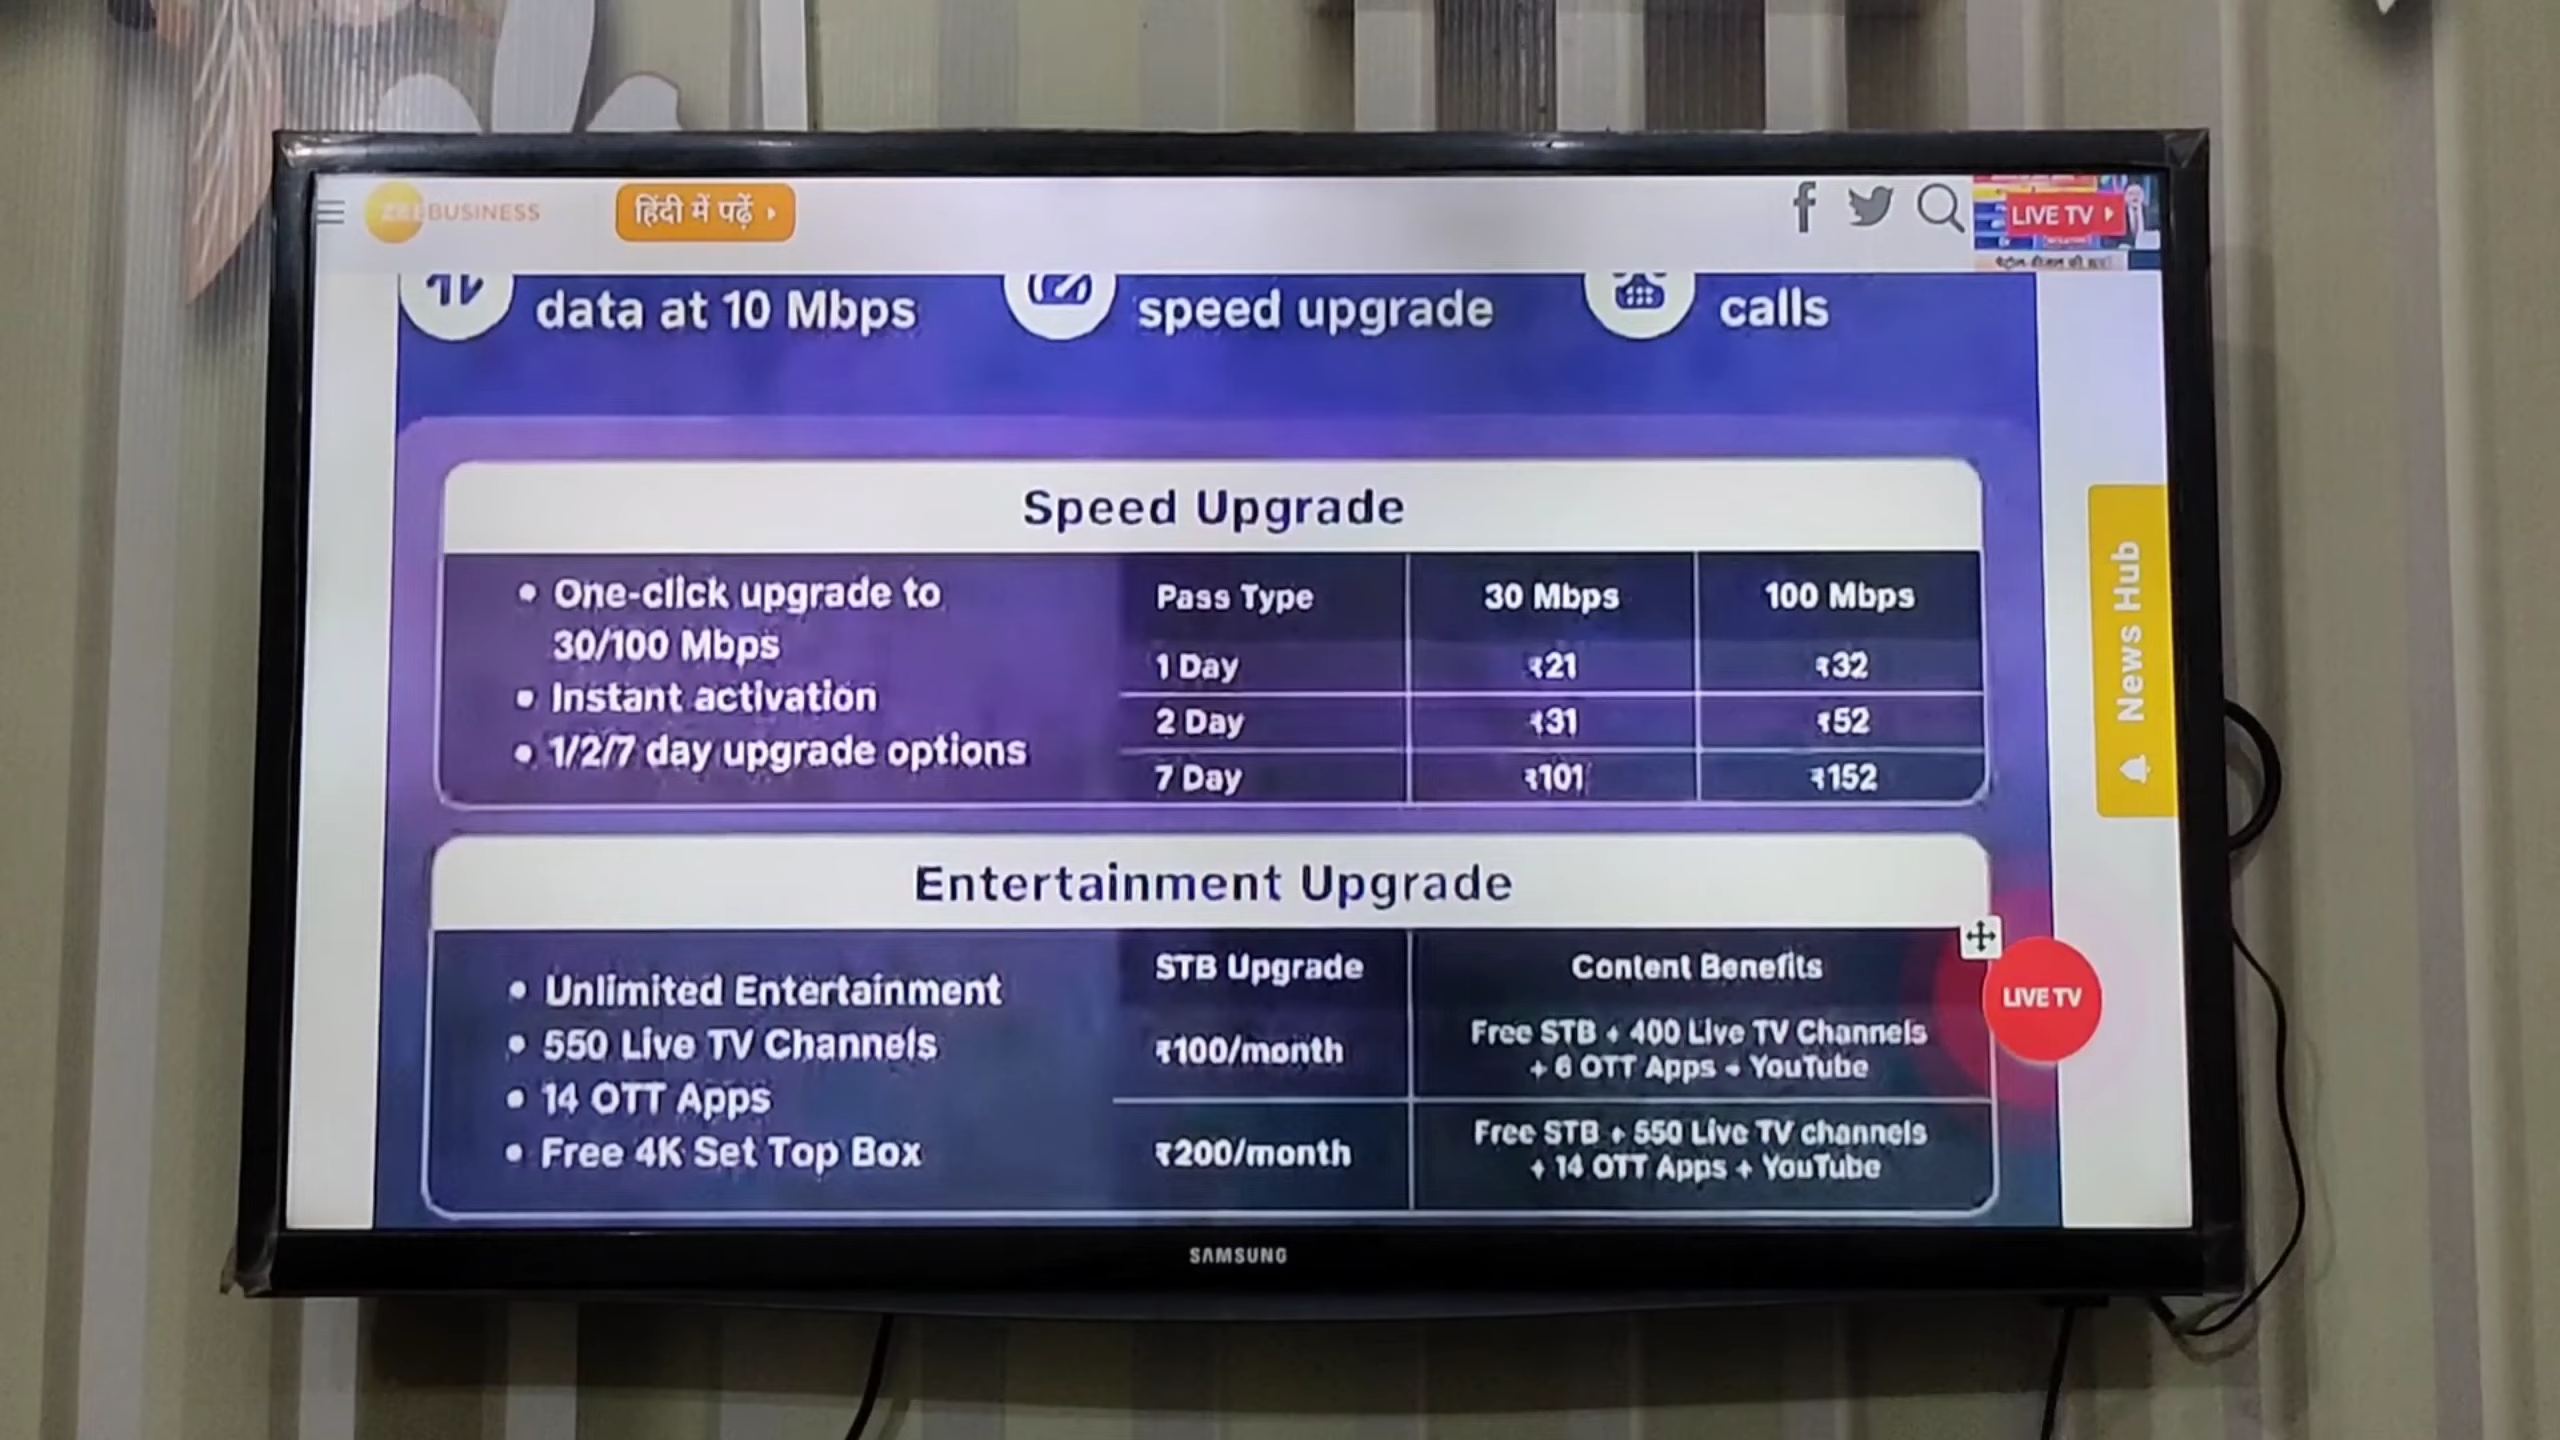 ZEEBUSINESS
हिंदी में पढ़ें
LIVE TV
data at 10 Mbps
speed upgrade
calls
Speed Upgrade
• One-click upgrade to
30/100 Mbps
• Instant activation
• 1/2/7 day upgrade options
Pass Type 30 Mbps 100 Mbps
1 Day ₹21 ₹32
2 Day ₹31 ₹52
7 Day ₹101 ₹152
News Hub
Entertainment Upgrade
• Unlimited Entertainment
• 550 Live TV Channels
• 14 OTT Apps
• Free 4K Set Top Box
STB Upgrade Content Benefits
₹100/month
Free STB + 400 Live TV Channels
+ 6 OTT Apps + YouTube
₹200/month
Free STB + 550 Live TV channels
+ 14 OTT Apps + YouTube
LIVE TV
SAMSUNG